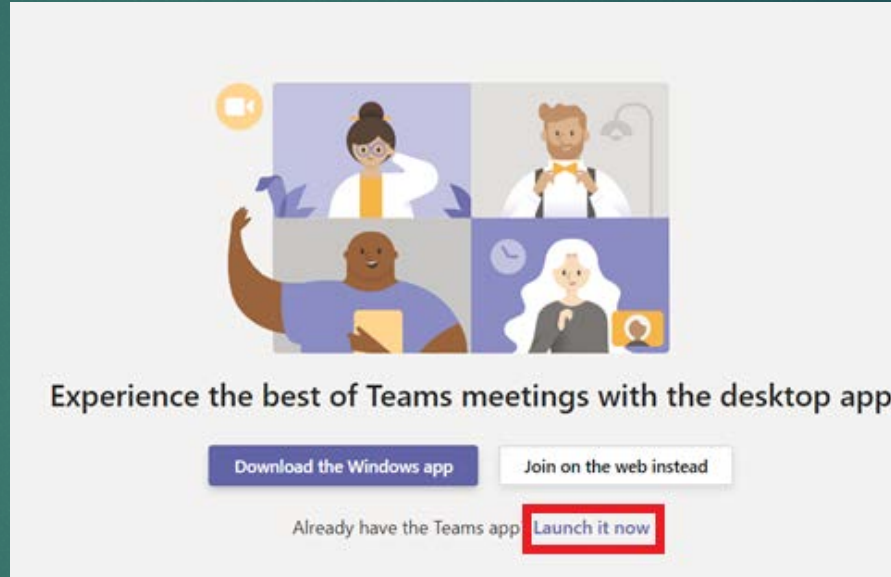 Experience the best of Teams meetings with the desktop app
Download the Windows app
Join on the web instead
Already have the Teams app Launch it now